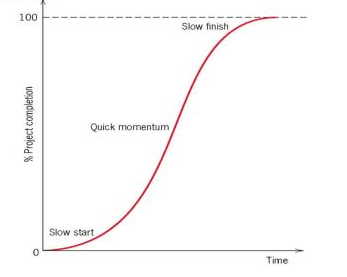 100
Slow finish
% Project completion
Quick momentum
Slow start
0
Time